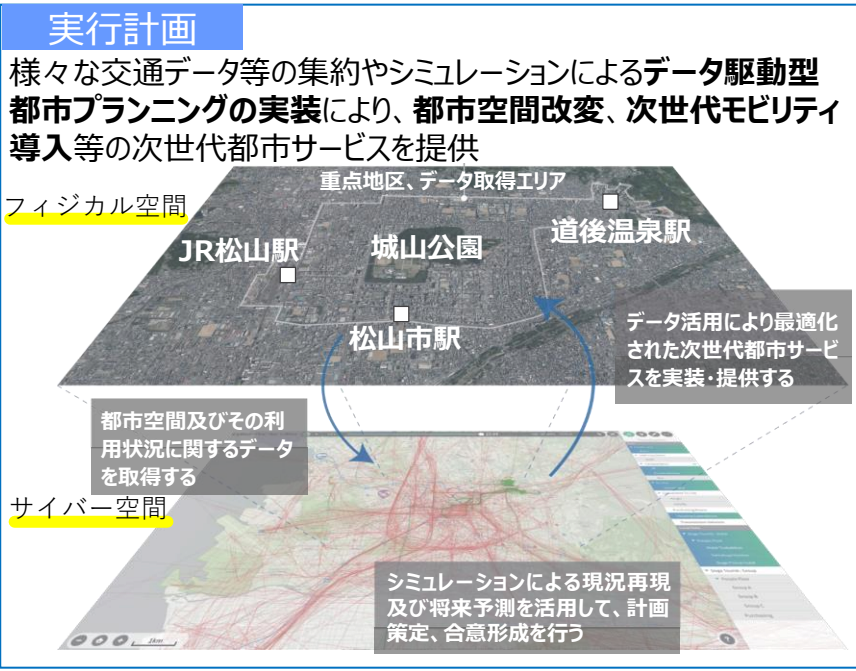 実行計画
様々な交通データ等の集約やシミュレーションによるデータ駆動型
都市プランニングの実装により、都市空間改変、次世代モビリティ
導入等の次世代都市サービスを提供
重点地区、データ取得エリア
フィジカル空間
道後温泉駅
JR松山駅
城山公園
松山市駅
データ活用により最適化
された次世代都市サービ
スを実装・提供する
都市空間及びその利
用状況に関するデータ
を取得する
サイバー空間
シミュレーションによる現況再現
及び将来予測を活用して、計画
策定、合意形成を行う
1km
Group A
Group B
Group C